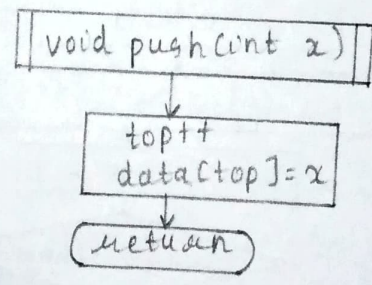 void push(int x)
top++
data[top]=x
return